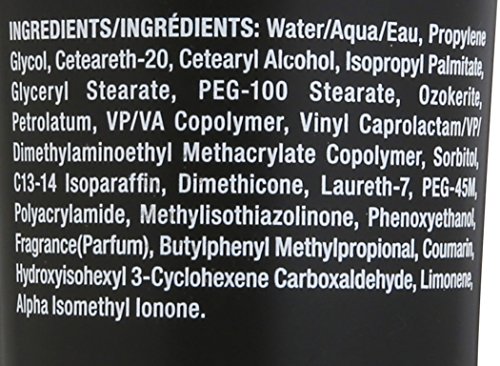 INGREDIENTS/INGRÉDIENTS: Water/Aqua/Eau, Propylene
Glycol, Ceteareth-20, Cetearyl Alcohol, Isopropyl Palmitate,
Glyceryl Stearate, PEG-100 Stearate, Ozokerite,
Petrolatum, VP/VA Copolymer, Vinyl Caprolactam/VP/
Dimethylaminoethyl Methacrylate Copolymer, Sorbitol,
C13-14 Isoparaffin, Dimethicone, Laureth-7, PEG-45M,
Polyacrylamide, Methylisothiazolinone, Phenoxyethanol,
Fragrance(Parfum), Butylphenyl Methylpropional, Coumarin,
Hydroxyisohexyl 3-Cyclohexene Carboxaldehyde, Limonene,
Alpha Isomethyl Ionone.